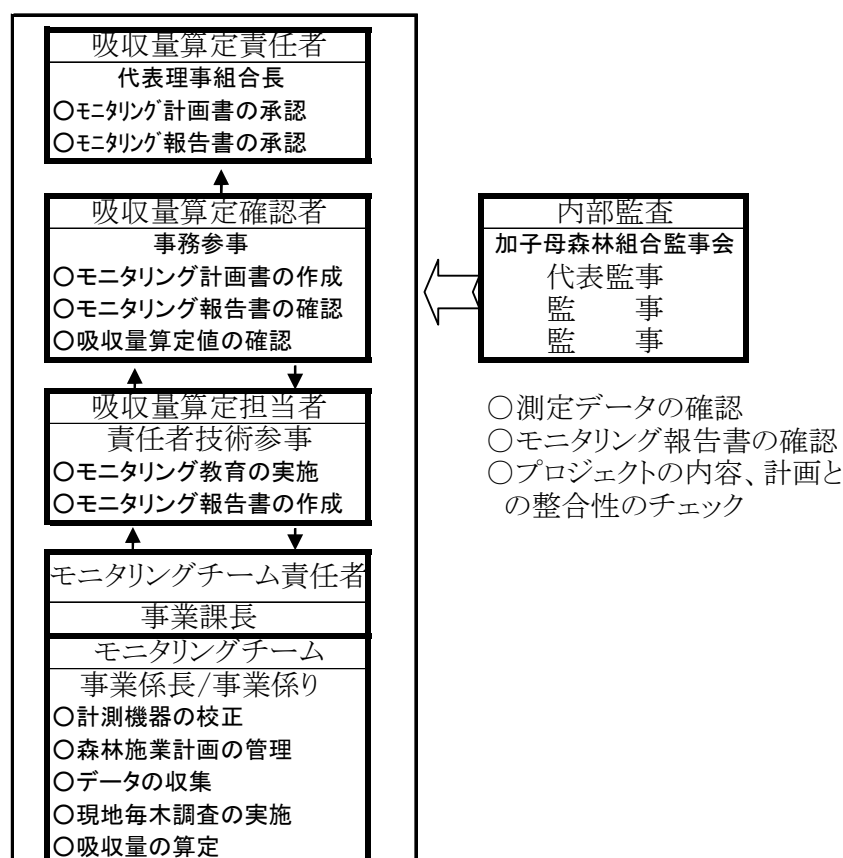 吸収量算定責任者
代表理事組合長
○ﾓﾆﾀﾘﾝｸﾞ計画書の承認
○ﾓﾆﾀﾘﾝｸﾞ報告書の承認
吸収量算定確認者
事務参事
○モニタリング計画書の作成
○モニタリング報告書の確認
○吸収量算定値の確認
吸収量算定担当者
責任者技術参事
○モニタリング教育の実施
○モニタリング報告書の作成
モニタリングチーム責任者
事業課長
モニタリングチーム
事業係長/事業係り
○計測機器の校正
○森林施業計画の管理
○データの収集
○現地毎木調査の実施
○吸収量の算定
内部監査
加子母森林組合監事会
代表監事
監　　事
監　　事
○測定データの確認
○モニタリング報告書の確認
○プロジェクトの内容、計画と
の整合性のチェック